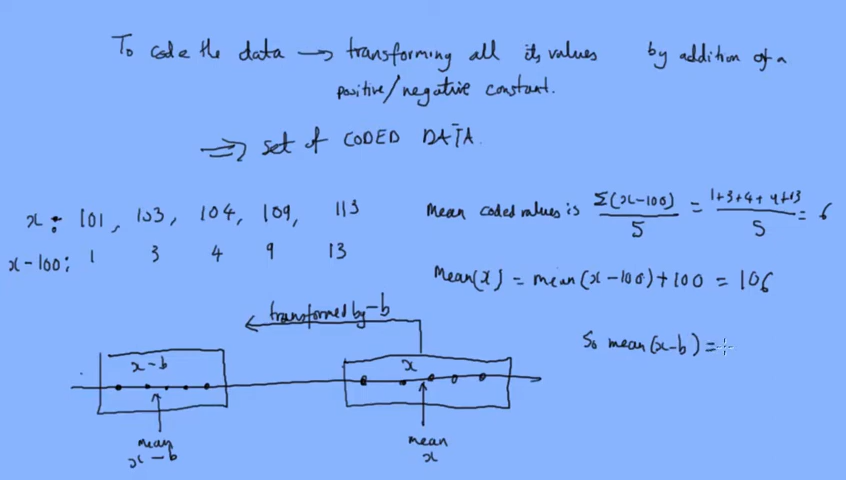 To code the data → transforming all its values by addition of a
positive/negative constant.
⇒ set of CODED DATA.
x : 101, 103, 104, 109, 113
x-100: 1 3 4 9 13
Mean coded values is Σ(x-100)/5 = 1+3+4+4+13/5 = 6
Mean(x) = mean(x-100)+100 = 106
So mean(x-b) =
transformed by -b
x-b
x
mean
x-b
mean
x